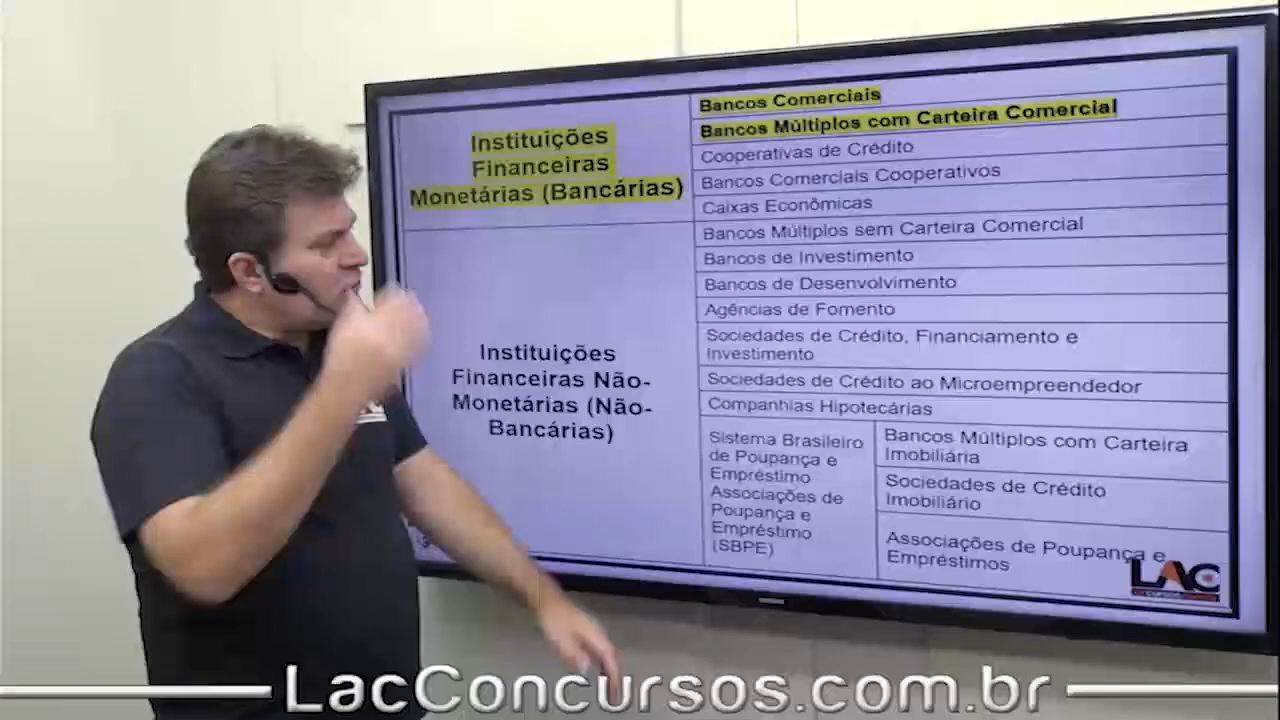 Instituições
Financeiras
Monetárias (Bancárias)
Bancos Comerciais
Bancos Múltiplos com Carteira Comercial
Cooperativas de Crédito
Bancos Comerciais Cooperativos
Caixas Econômicas
Instituições
Financeiras Não-
Monetárias (Não-
Bancárias)
Bancos Múltiplos sem Carteira Comercial
Bancos de Investimento
Bancos de Desenvolvimento
Agências de Fomento
Sociedades de Crédito, Financiamento e
Investimento
Sociedades de Crédito ao Microempreendedor
Companhias Hipotecárias
Sistema Brasileiro
de Poupança e
Empréstimo
Associações de
Poupança e
Empréstimo
(SBPE)
Bancos Múltiplos com Carteira
Imobiliária
Sociedades de Crédito
Imobiliário
Associações de Poupança e
Empréstimos
LAC
LacConcursos.com.br